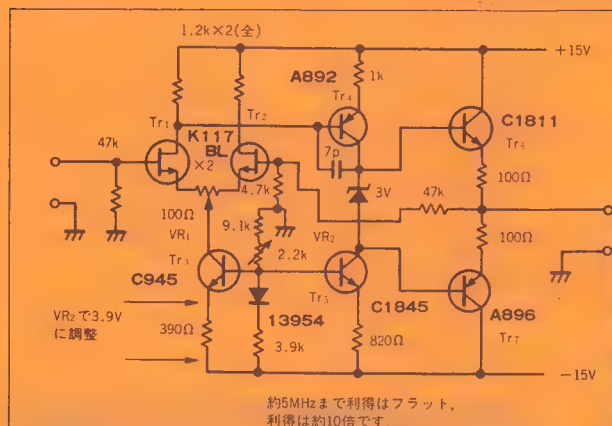 1.2k×2(全)
+15V
A892
1k
C1811
Tr₄
Tr₁
Tr₂
Tr₆
K117
BL
×2
47k
7p
4.7k
3V
47k
100Ω
100Ω
100Ω
VR₁
9.1k
2.2k
VR₂
Tr₃
C945
Tr₅
C1845
A896
Tr₇
13954
VR₂で3.9V
に調整
390Ω
3.9k
820Ω
−15V
約5MHzまで利得はフラット,
利得は約10倍です